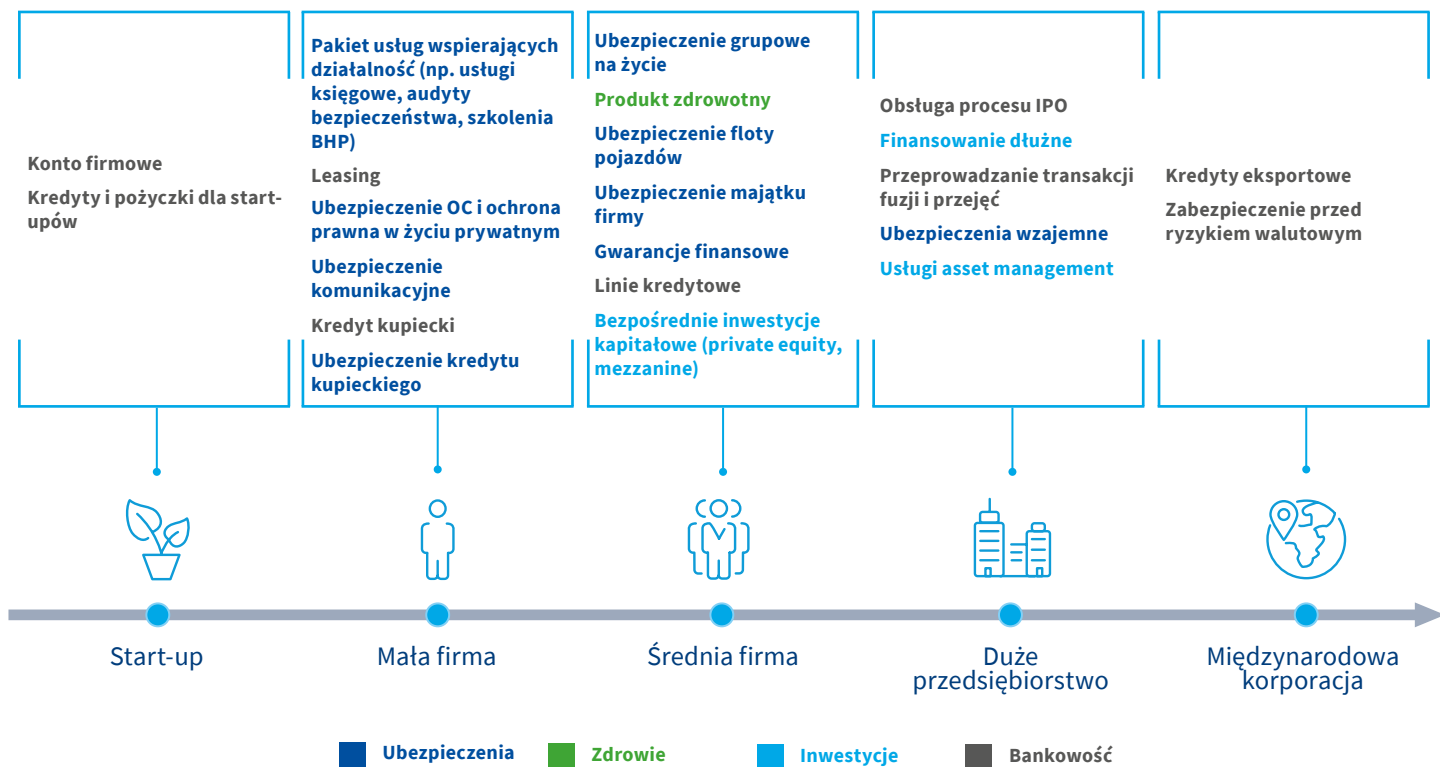 Konto firmowe
Kredyty i pożyczki dla start-
upów
Pakiet usług wspierających
działalność (np. usługi
księgowe, audyty
bezpieczeństwa, szkolenia
BHP)
Leasing
Ubezpieczenie OC i ochrona
prawna w życiu prywatnym
Ubezpieczenie
komunikacyjne
Kredyt kupiecki
Ubezpieczenie kredytu
kupieckiego
Ubezpieczenie grupowe
na życie
Produkt zdrowotny
Ubezpieczenie floty
pojazdów
Ubezpieczenie majątku
firmy
Gwarancje finansowe
Linie kredytowe
Bezpośrednie inwestycje
kapitałowe (private equity,
mezzanine)
Obsługa procesu IPO
Finansowanie dłużne
Przeprowadzanie transakcji
fuzji i przejęć
Ubezpieczenia wzajemne
Usługi asset management
Kredyty eksportowe
Zabezpieczenie przed
ryzykiem walutowym
Start-up
Mała firma
Średnia firma
Duże
przedsiębiorstwo
Międzynarodowa
korporacja
Ubezpieczenia
Zdrowie
Inwestycje
Bankowość